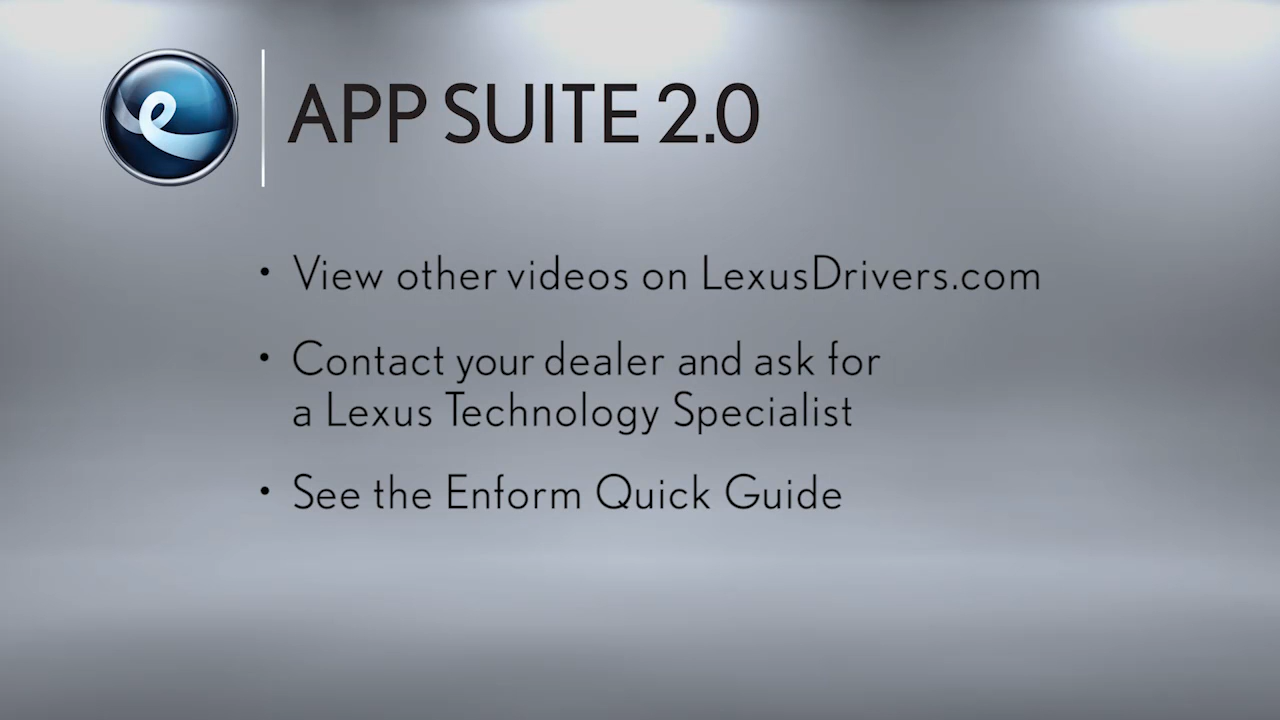 APP SUITE 2.0
• View other videos on LexusDrivers.com
• Contact your dealer and ask for
a Lexus Technology Specialist
• See the Enform Quick Guide